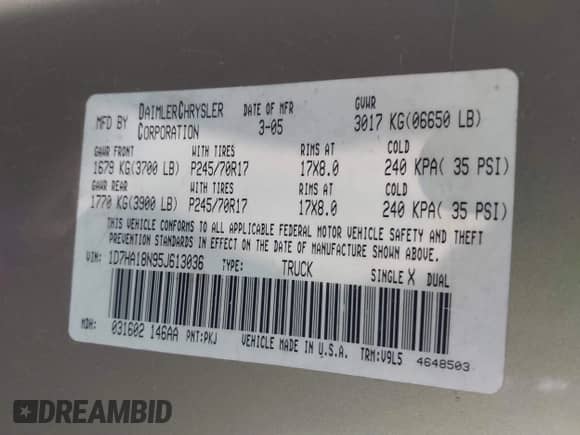 MFD BY DAIMLERCHRYSLER CORPORATION DATE OF MFR 3-05 GVWR 3017 KG(06650 LB)
GAWR FRONT WITH TIRES RIMS AT COLD
1679 KG(3700 LB) P245/70R17 17X8.0 240 KPA( 35 PSI)
GAWR REAR WITH TIRES RIMS AT COLD
1770 KG(3900 LB) P245/70R17 17X8.0 240 KPA( 35 PSI)
THIS VEHICLE CONFORMS TO ALL APPLICABLE FEDERAL MOTOR VEHICLE SAFETY AND THEFT
PREVENTION STANDARDS IN EFFECT ON THE DATE OF MANUFACTURE SHOWN ABOVE.
VIN: 1D7HA18N95J613036 TYPE: TRUCK SINGLE X DUAL
MDH: 031602 146AA PNT:PKJ VEHICLE MADE IN U.S.A. TRM:V9L5 4648503
DREAMBID